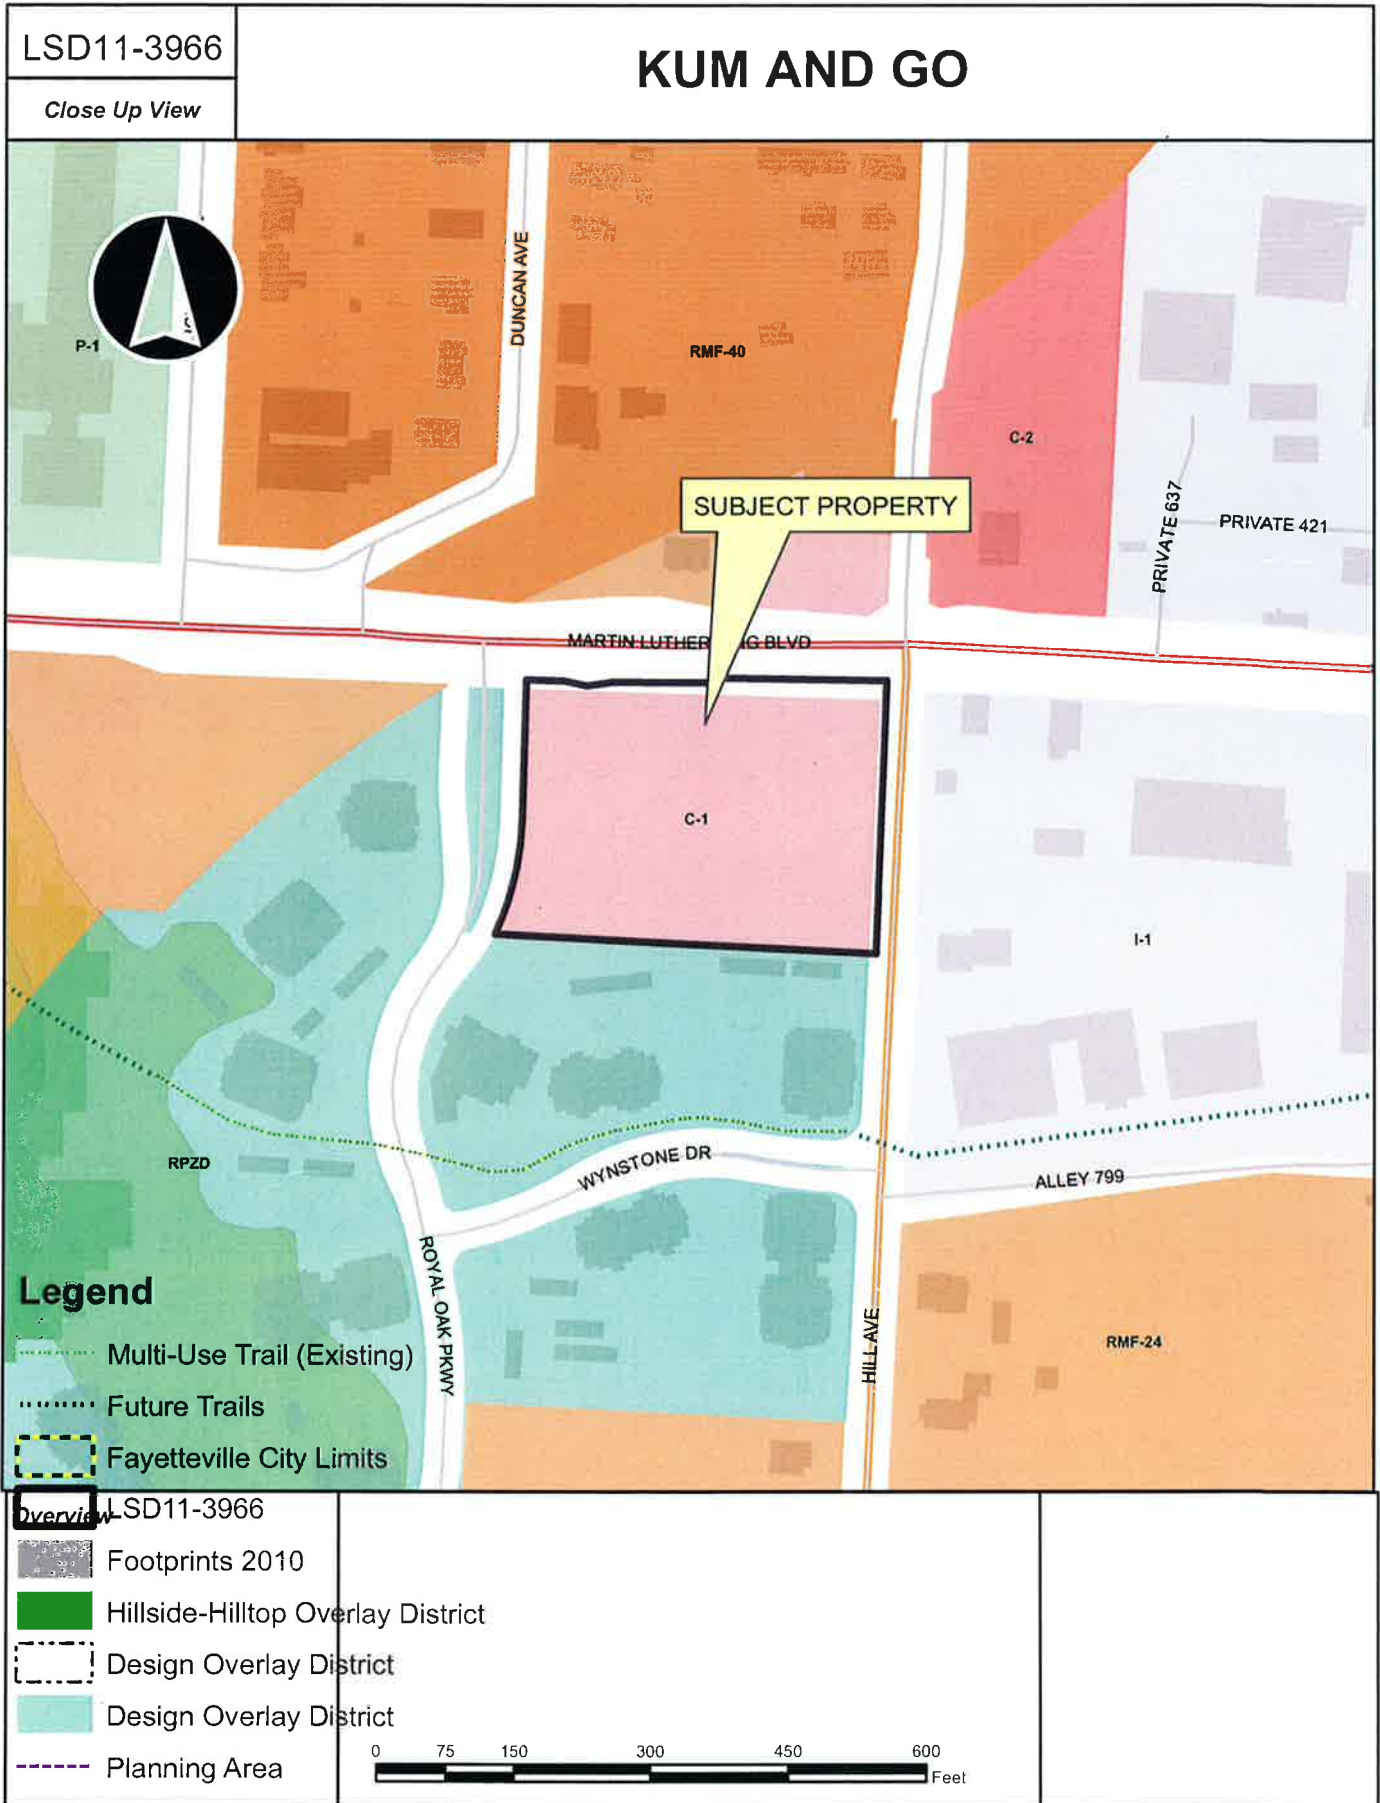 LSD11-3966
KUM AND GO
Close Up View
DUNCAN AVE
P-1
RMF-40
C-2
SUBJECT PROPERTY
PRIVATE 637
PRIVATE 421
MARTIN LUTHER NG BLVD
C-1
I-1
RPZD
WYNSTONE DR
ALLEY 799
ROYAL OAK PKWY
HILL AVE
RMF-24
Legend
Multi-Use Trail (Existing)
Future Trails
Fayetteville City Limits
Overview
LSD11-3966
Footprints 2010
Hillside-Hilltop Overlay District
Design Overlay District
Design Overlay District
Planning Area
0 75 150 300 450 600
Feet